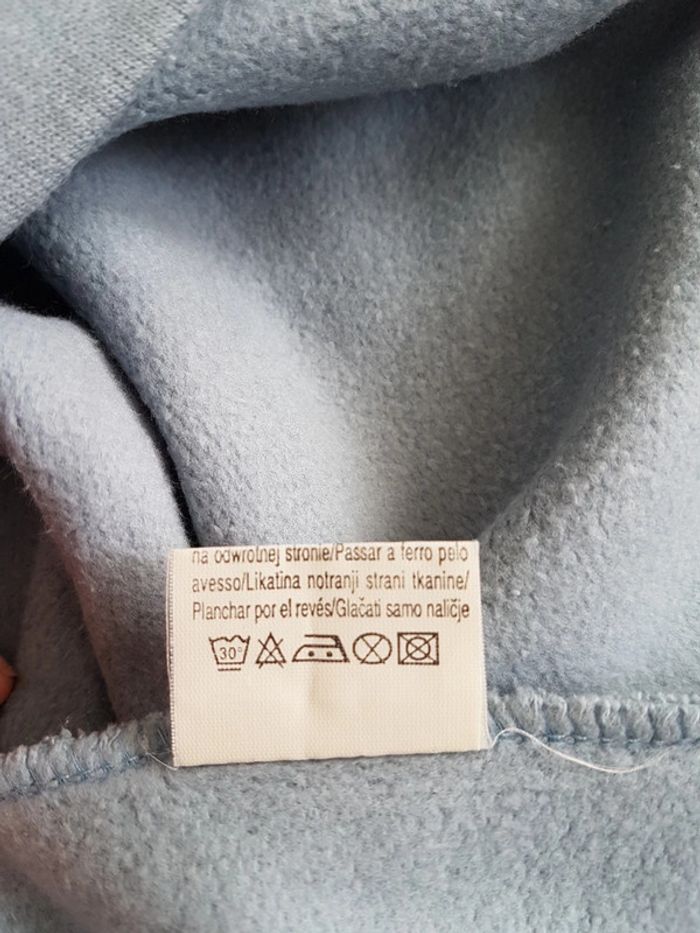 na odwrotnej stronie/Passar a ferro pelo
avesso/Likatina notranji strani tkanine/
Planchar por el revés/Glačati samo naličje
30°